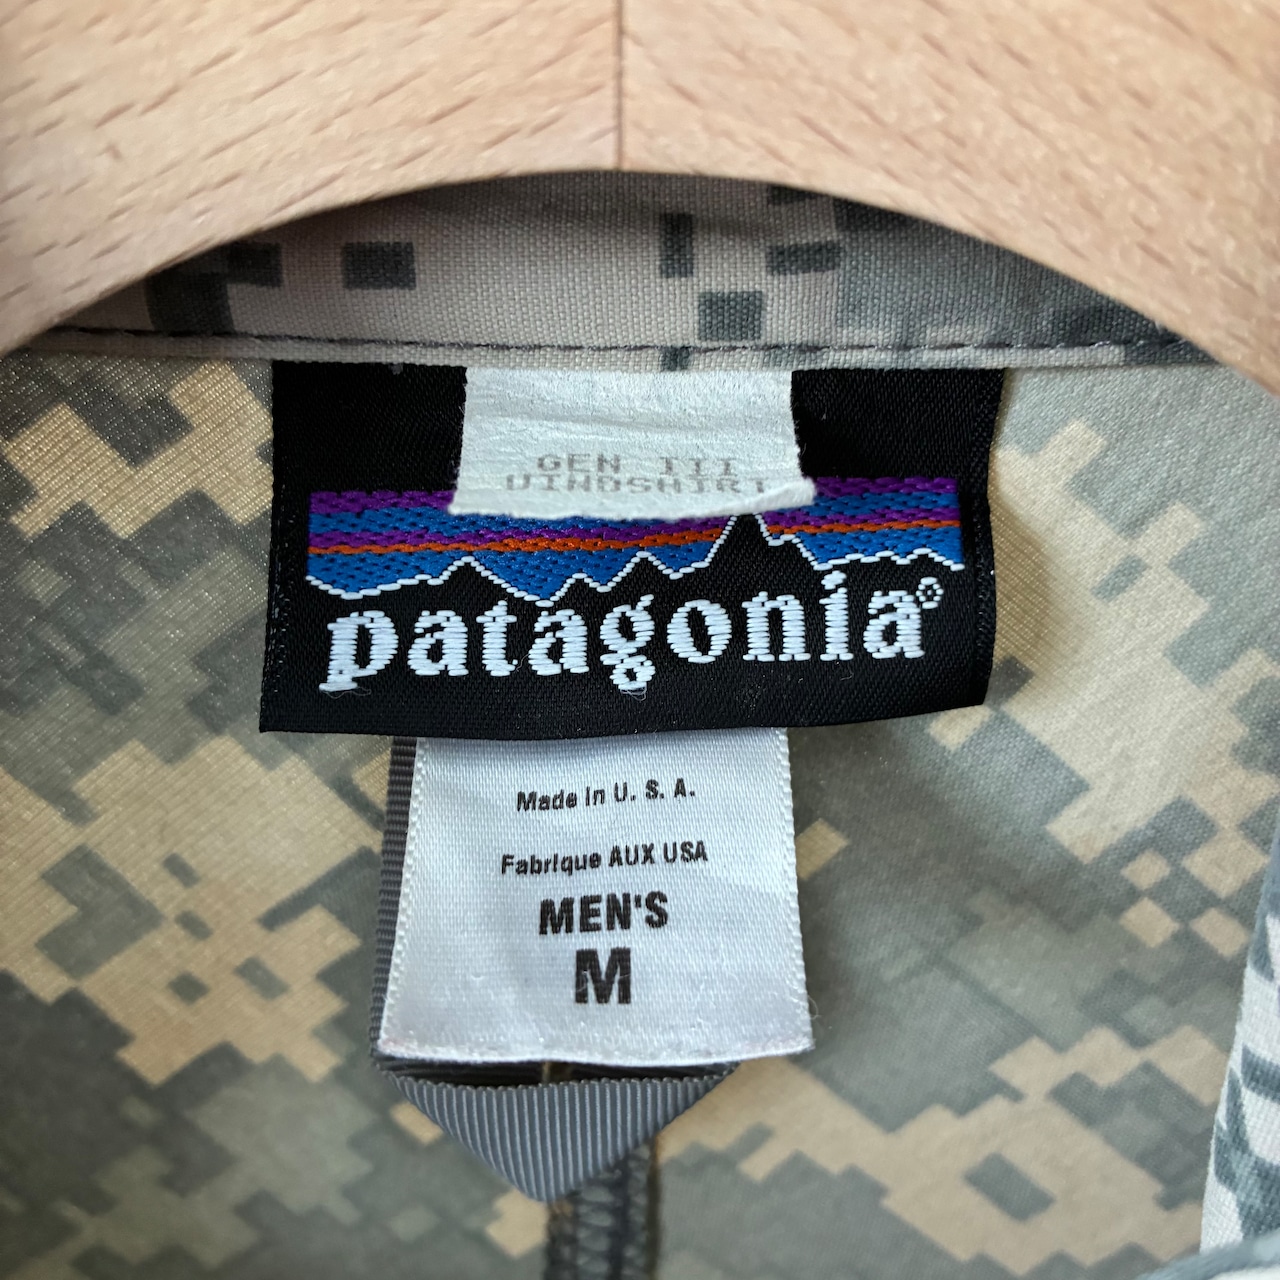 GEN III
WINDSHIRT
patagonia®
Made in U. S. A.
Fabrique AUX USA
MEN'S
M